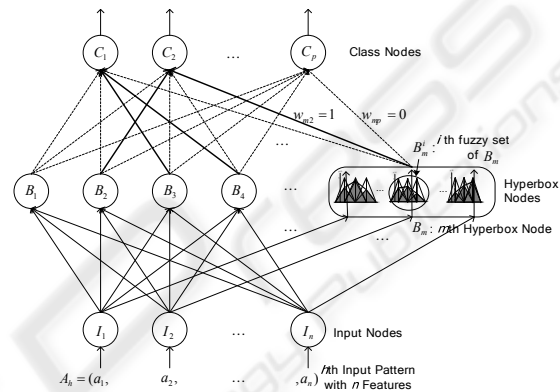 C₁ C₂ ... Cₚ Class Nodes
wₘ₂ = 1 wₘₚ = 0
...
Bₘⁱ : i th fuzzy set of Bₘ
B₁ B₂ B₃ B₄ ... ... ... Hyperbox Nodes
...
Bₘ : mth Hyperbox Node
I₁ I₂ ... Iₙ Input Nodes
Aₕ = (a₁, a₂, ... , aₙ) hth Input Pattern with n Features